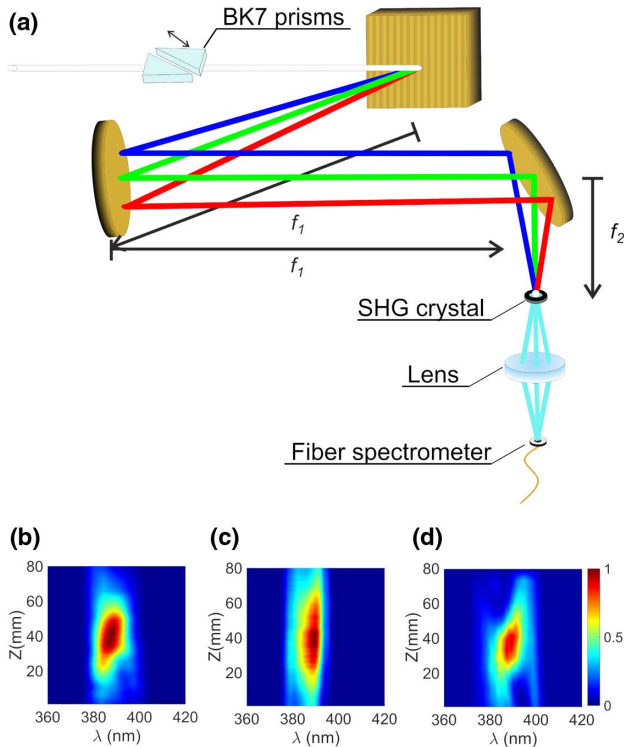 (a)
BK7 prisms
f1
f1
f2
SHG crystal
Lens
Fiber spectrometer
(b)
(c)
(d)
80
60
40
20
Z(mm)
360 380 400 420
λ (nm)
80
60
40
20
Z(mm)
360 380 400 420
λ (nm)
80
60
40
20
Z(mm)
360 380 400 420
λ (nm)
1
0.5
0